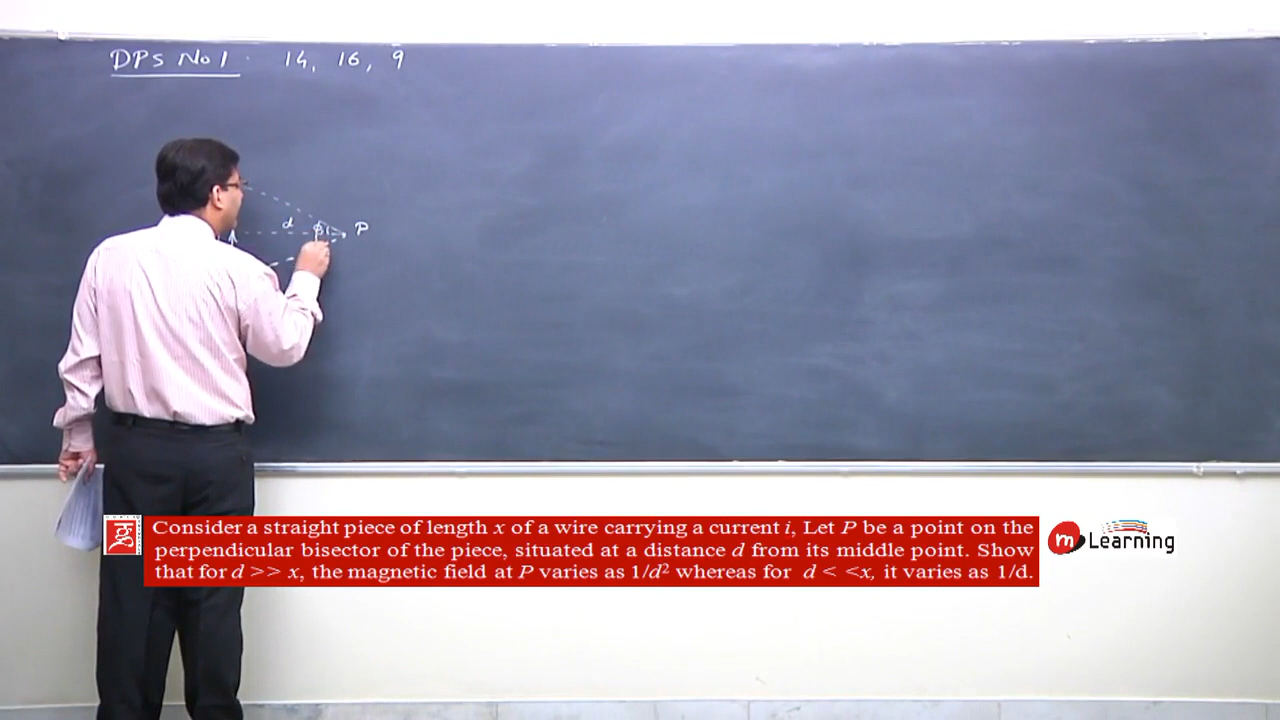 DPS No 1 . 14, 16, 9
d
P
Consider a straight piece of length x of a wire carrying a current i, Let P be a point on the
perpendicular bisector of the piece, situated at a distance d from its middle point. Show
that for d >> x, the magnetic field at P varies as 1/d² whereas for d < <x, it varies as 1/d.
m Learning